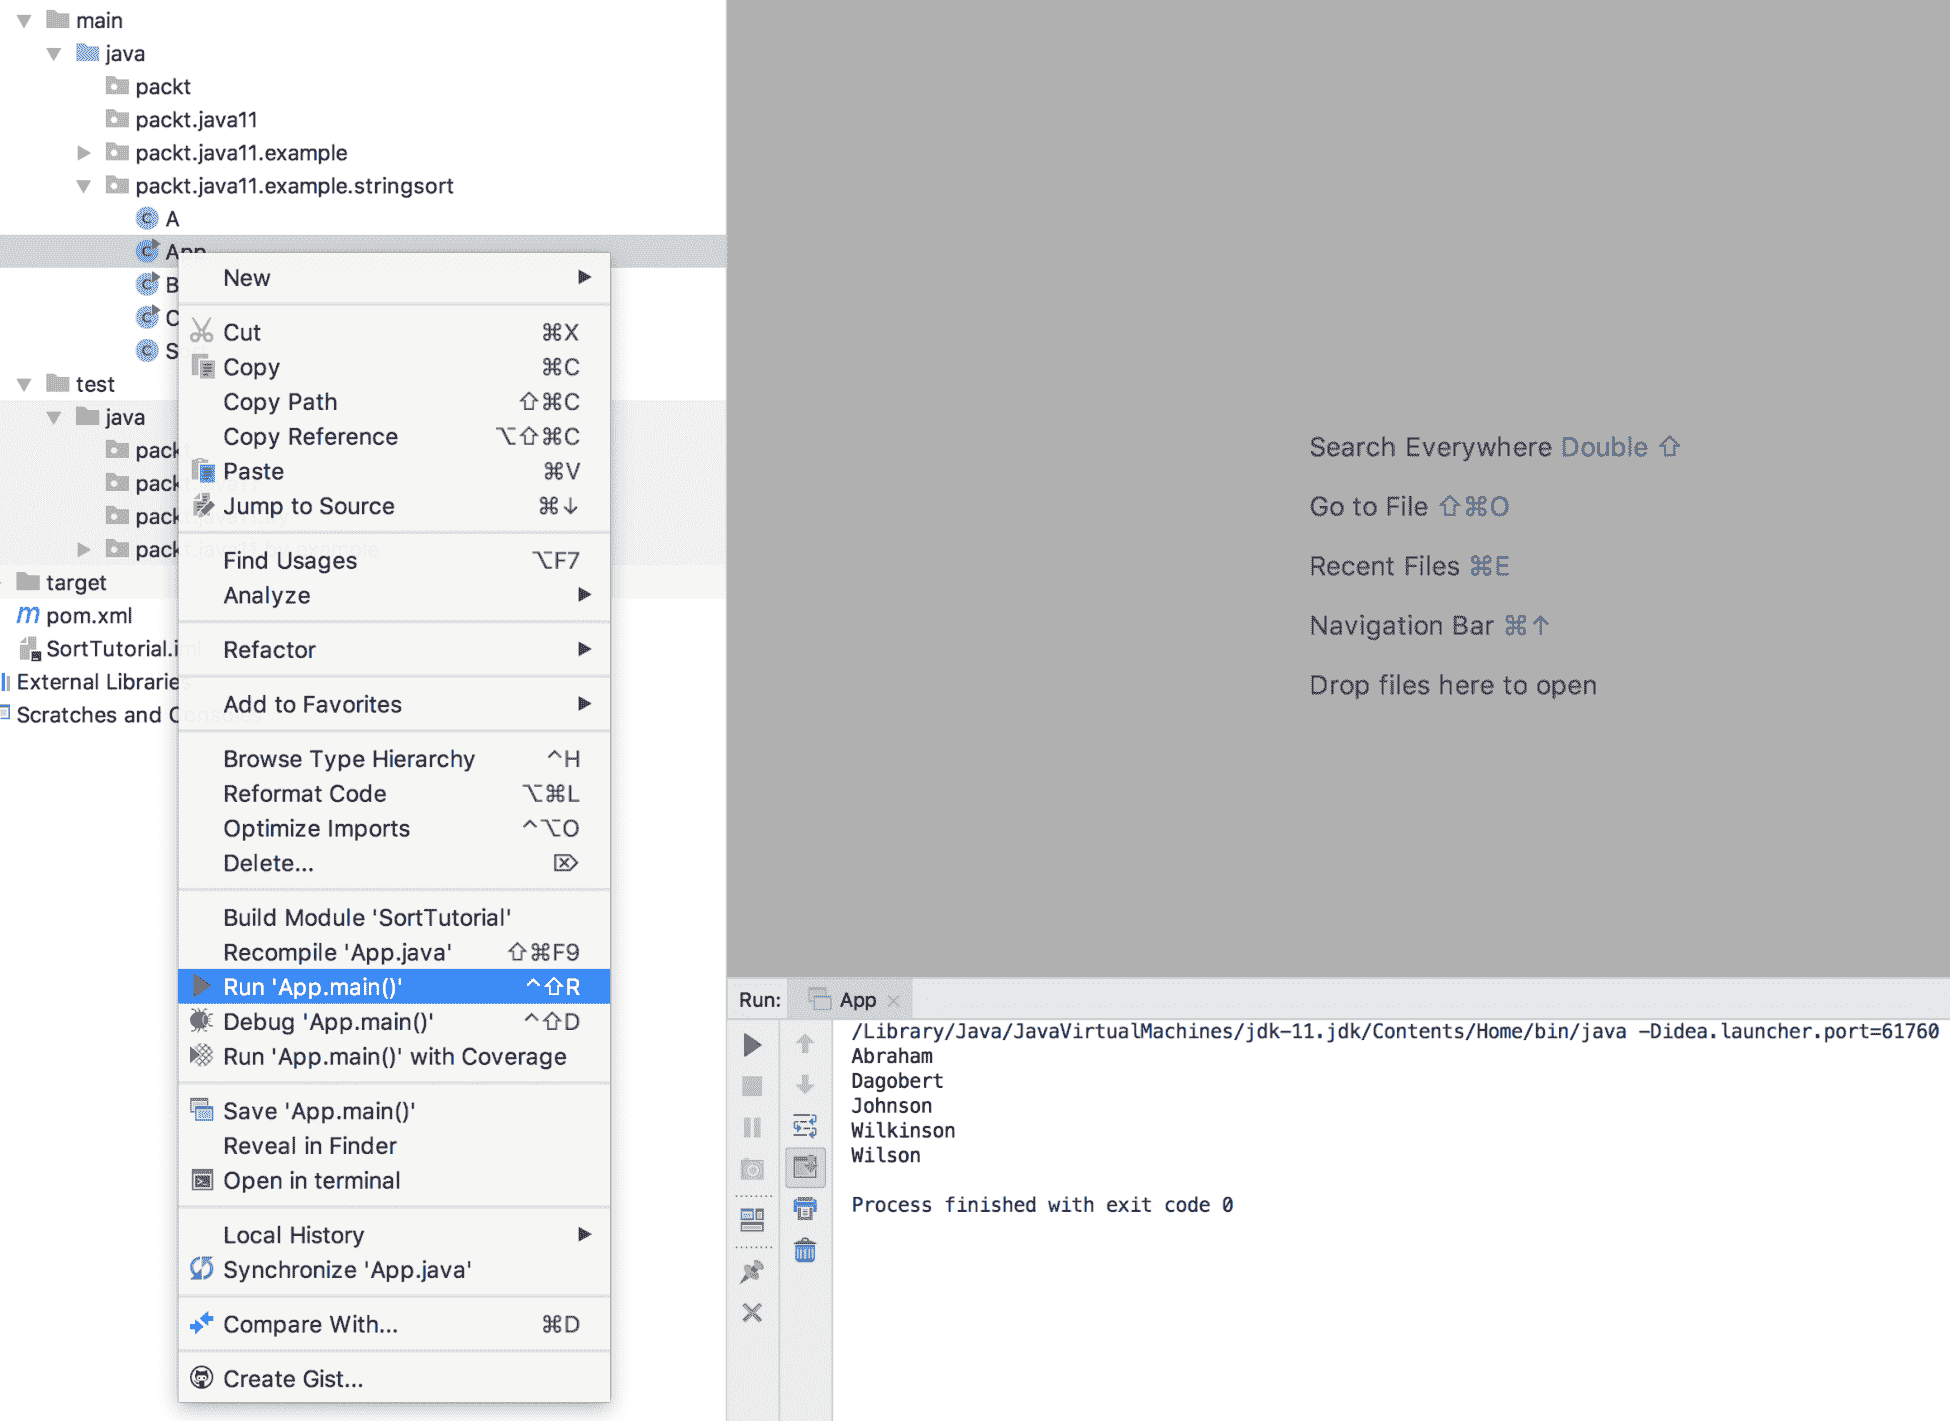 main
java
packt
packt.java11
packt.java11.example
packt.java11.example.stringsort
A
App
B
C
S
test
java
pack
pack
pack
pack
target
m pom.xml
SortTutorial.i
External Libraries
Scratches and Consoles
New
Cut ⌘X
Copy ⌘C
Copy Path ⇧⌘C
Copy Reference ⌥⇧⌘C
Paste ⌘V
Jump to Source ⌘↓
Find Usages ⌥F7
Analyze
Refactor
Add to Favorites
Browse Type Hierarchy ^H
Reformat Code ⌥⌘L
Optimize Imports ^⌥O
Delete... ⌦
Build Module 'SortTutorial'
Recompile 'App.java' ⇧⌘F9
Run 'App.main()' ^⇧R
Debug 'App.main()' ^⇧D
Run 'App.main()' with Coverage
Save 'App.main()'
Reveal in Finder
Open in terminal
Local History
Synchronize 'App.java'
Compare With... ⌘D
Create Gist...
Search Everywhere Double ⇧
Go to File ⇧⌘O
Recent Files ⌘E
Navigation Bar ⌘↑
Drop files here to open
Run: App
/Library/Java/JavaVirtualMachines/jdk-11.jdk/Contents/Home/bin/java -Didea.launcher.port=61760
Abraham
Dagobert
Johnson
Wilkinson
Wilson
Process finished with exit code 0